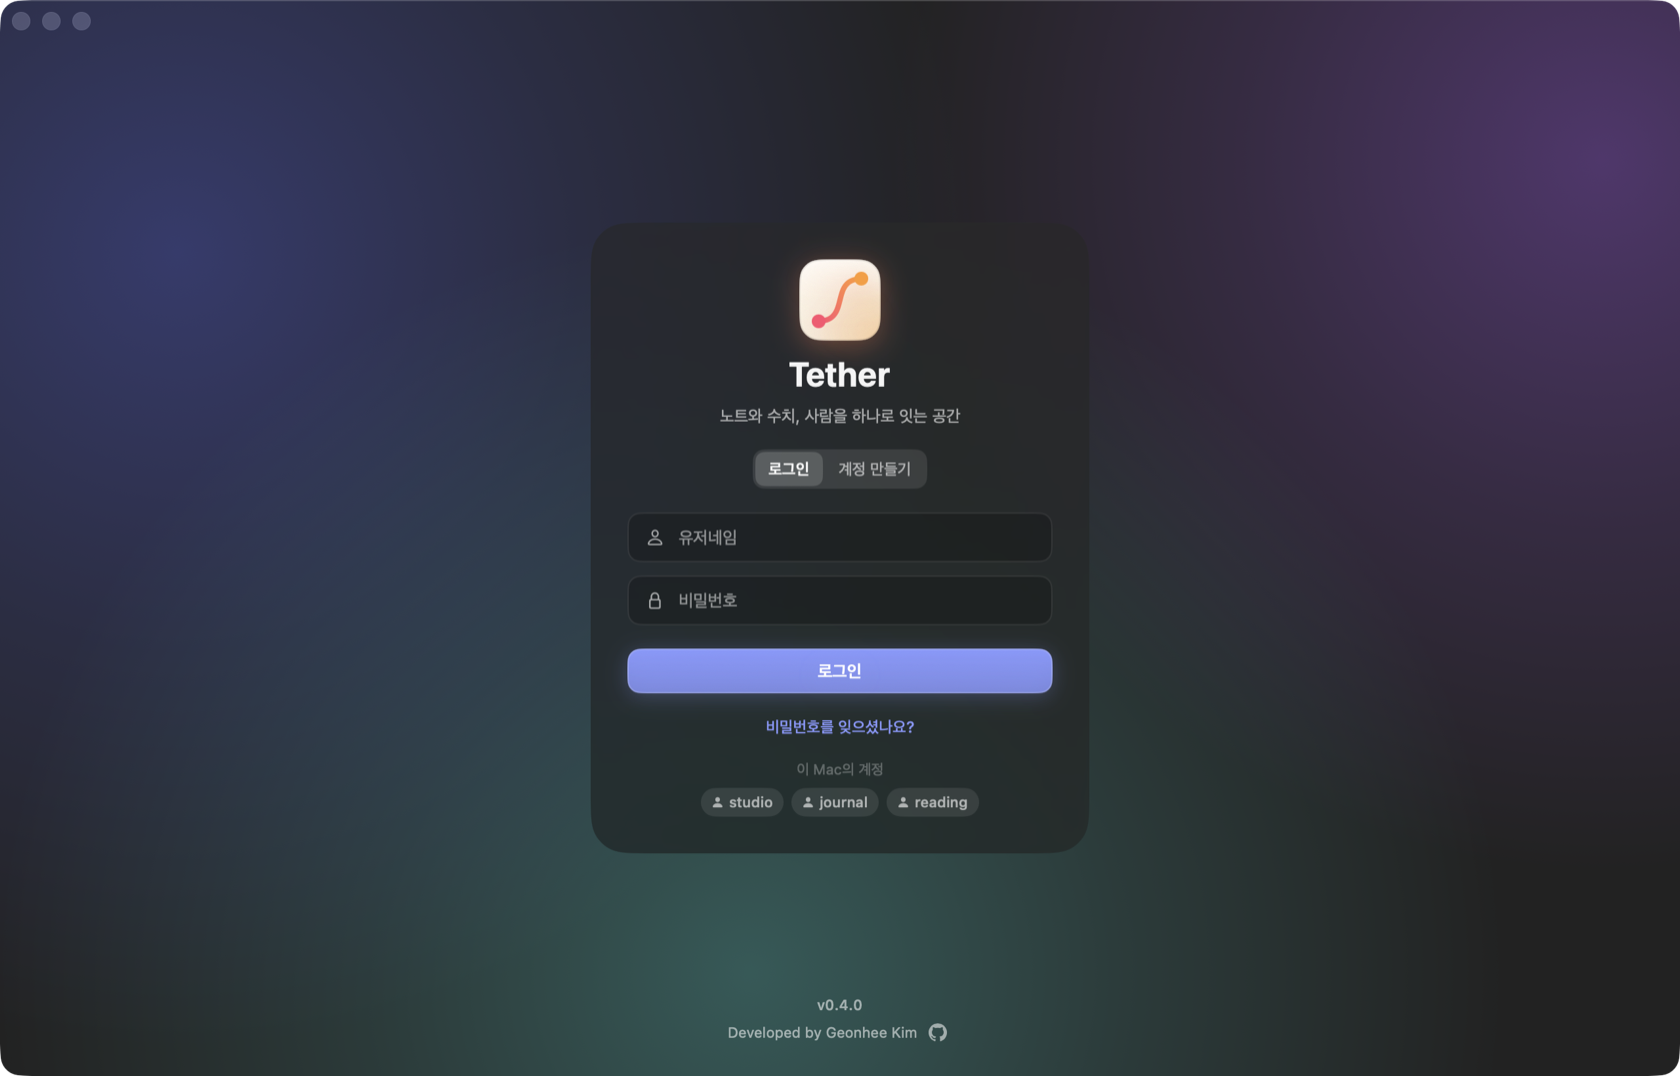 Tether
노트와 수치, 사람을 하나로 잇는 공간
로그인 계정 만들기
유저네임
비밀번호
로그인
비밀번호를 잊으셨나요?
이 Mac의 계정
studio journal reading
v0.4.0
Developed by Geonhee Kim